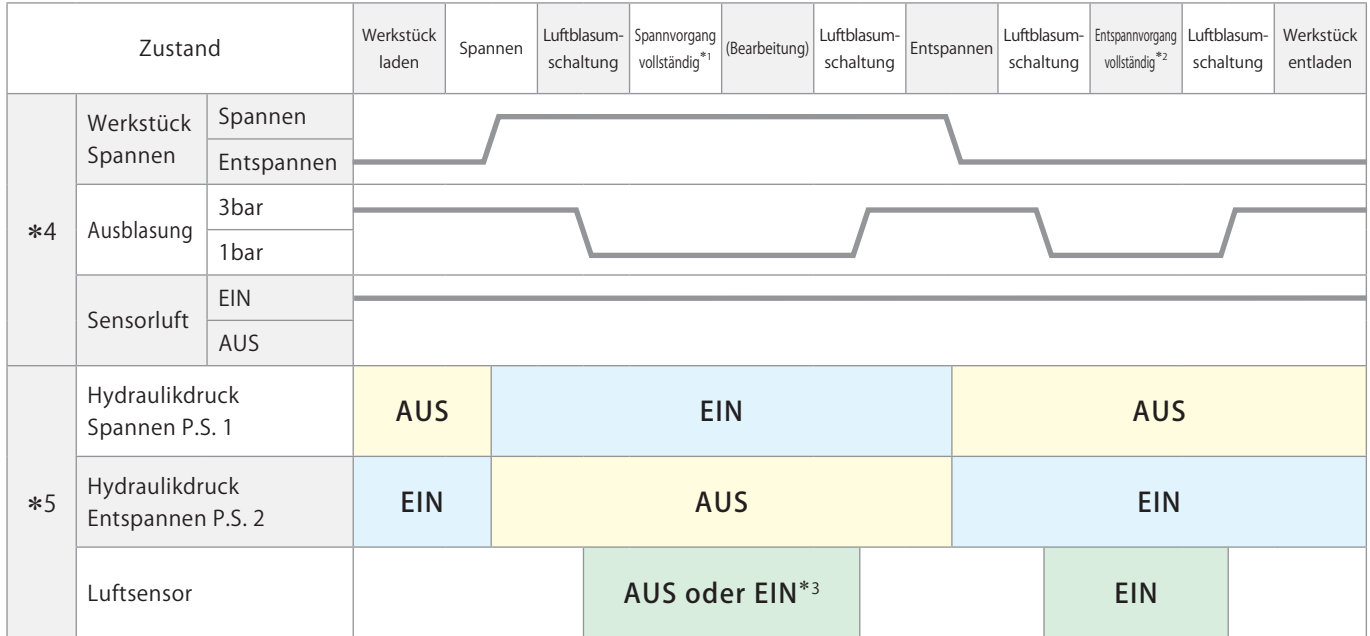 Zustand
Werkstück
laden
Spannen
Luftblasum-
schaltung
Spannvorgang
vollständig*1
(Bearbeitung)
Luftblasum-
schaltung
Entspannen
Luftblasum-
schaltung
Entspannvorgang
vollständig*2
Luftblasum-
schaltung
Werkstück
entladen
*4
Werkstück
Spannen
Spannen
Entspannen
Ausblasung
3bar
1bar
Sensorluft
EIN
AUS
*5
Hydraulikdruck
Spannen P.S. 1
AUS
EIN
AUS
Hydraulikdruck
Entspannen P.S. 2
EIN
AUS
EIN
Luftsensor
AUS oder EIN*3
EIN